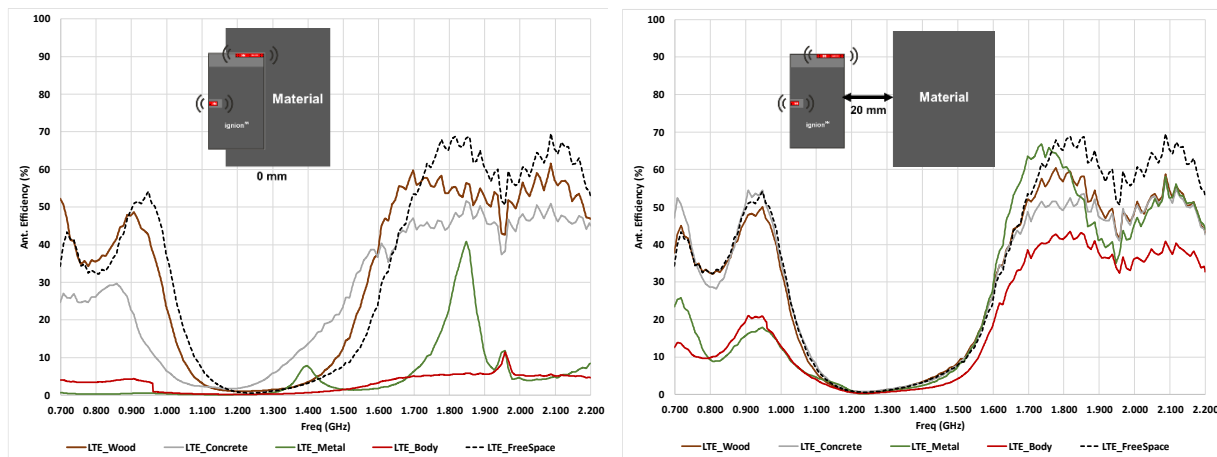 100
90
80
70
60
50
40
30
20
10
0
Ant. Efficiency (%)
Material
ignion™
0 mm
0.700 0.800 0.900 1.000 1.100 1.200 1.300 1.400 1.500 1.600 1.700 1.800 1.900 2.000 2.100 2.200
Freq (GHz)
LTE_Wood LTE_Concrete LTE_Metal LTE_Body LTE_FreeSpace
100
90
80
70
60
50
40
30
20
10
0
Ant. Efficiency (%)
Material
20 mm
ignion™
0.700 0.800 0.900 1.000 1.100 1.200 1.300 1.400 1.500 1.600 1.700 1.800 1.900 2.000 2.100 2.200
Freq (GHz)
LTE_Wood LTE_Concrete LTE_Metal LTE_Body LTE_FreeSpace